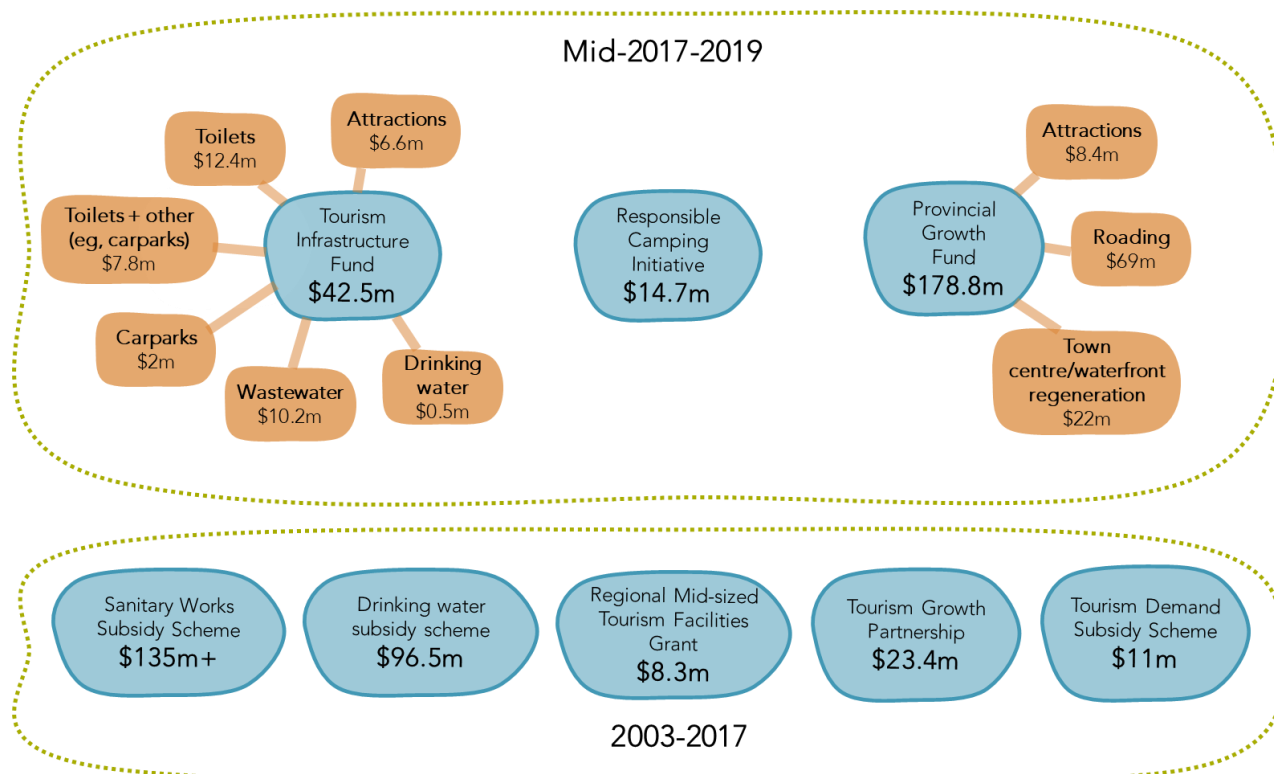 Mid-2017-2019
Toilets
$12.4m
Attractions
$6.6m
Toilets + other
(eg, carparks)
$7.8m
Tourism
Infrastructure
Fund
$42.5m
Carparks
$2m
Wastewater
$10.2m
Drinking
water
$0.5m
Responsible
Camping
Initiative
$14.7m
Provincial
Growth
Fund
$178.8m
Attractions
$8.4m
Roading
$69m
Town
centre/waterfront
regeneration
$22m
Sanitary Works
Subsidy Scheme
$135m+
Drinking water
subsidy scheme
$96.5m
Regional Mid-sized
Tourism Facilities
Grant
$8.3m
Tourism Growth
Partnership
$23.4m
Tourism Demand
Subsidy Scheme
$11m
2003-2017